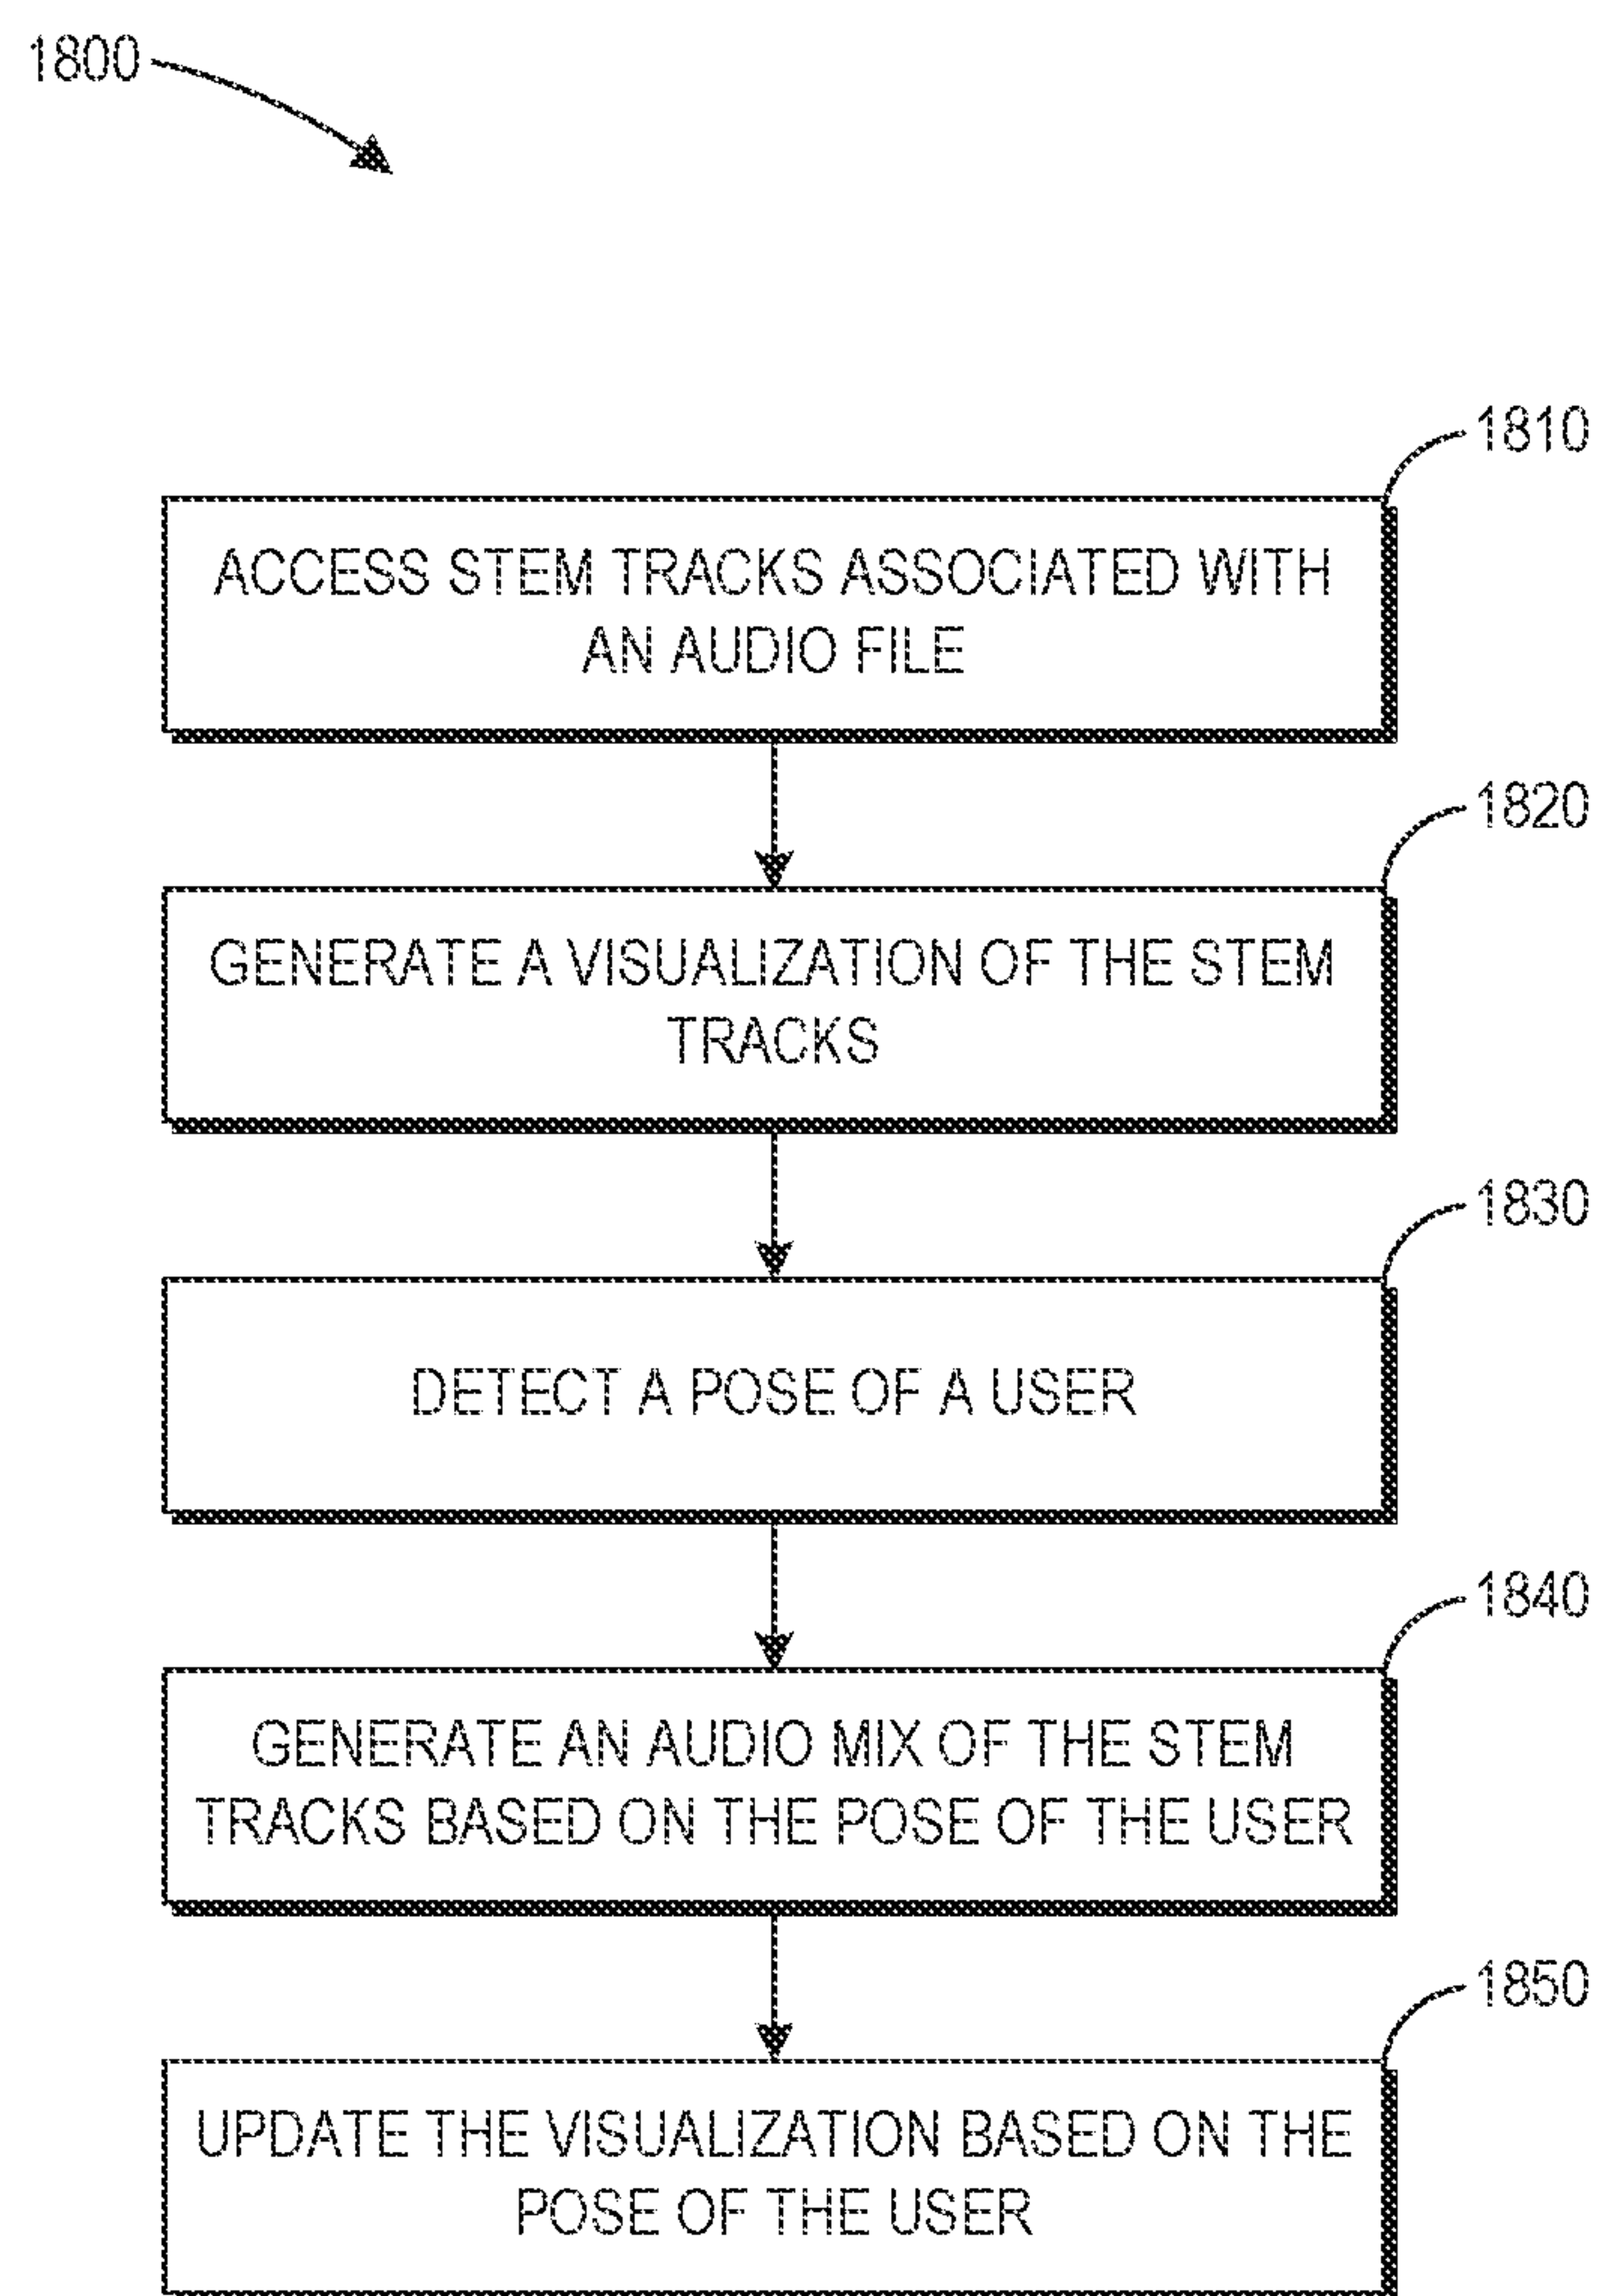 1800
1810
ACCESS STEM TRACKS ASSOCIATED WITH
AN AUDIO FILE
1820
GENERATE A VISUALIZATION OF THE STEM
TRACKS
1830
DETECT A POSE OF A USER
1840
GENERATE AN AUDIO MIX OF THE STEM
TRACKS BASED ON THE POSE OF THE USER
1850
UPDATE THE VISUALIZATION BASED ON THE
POSE OF THE USER